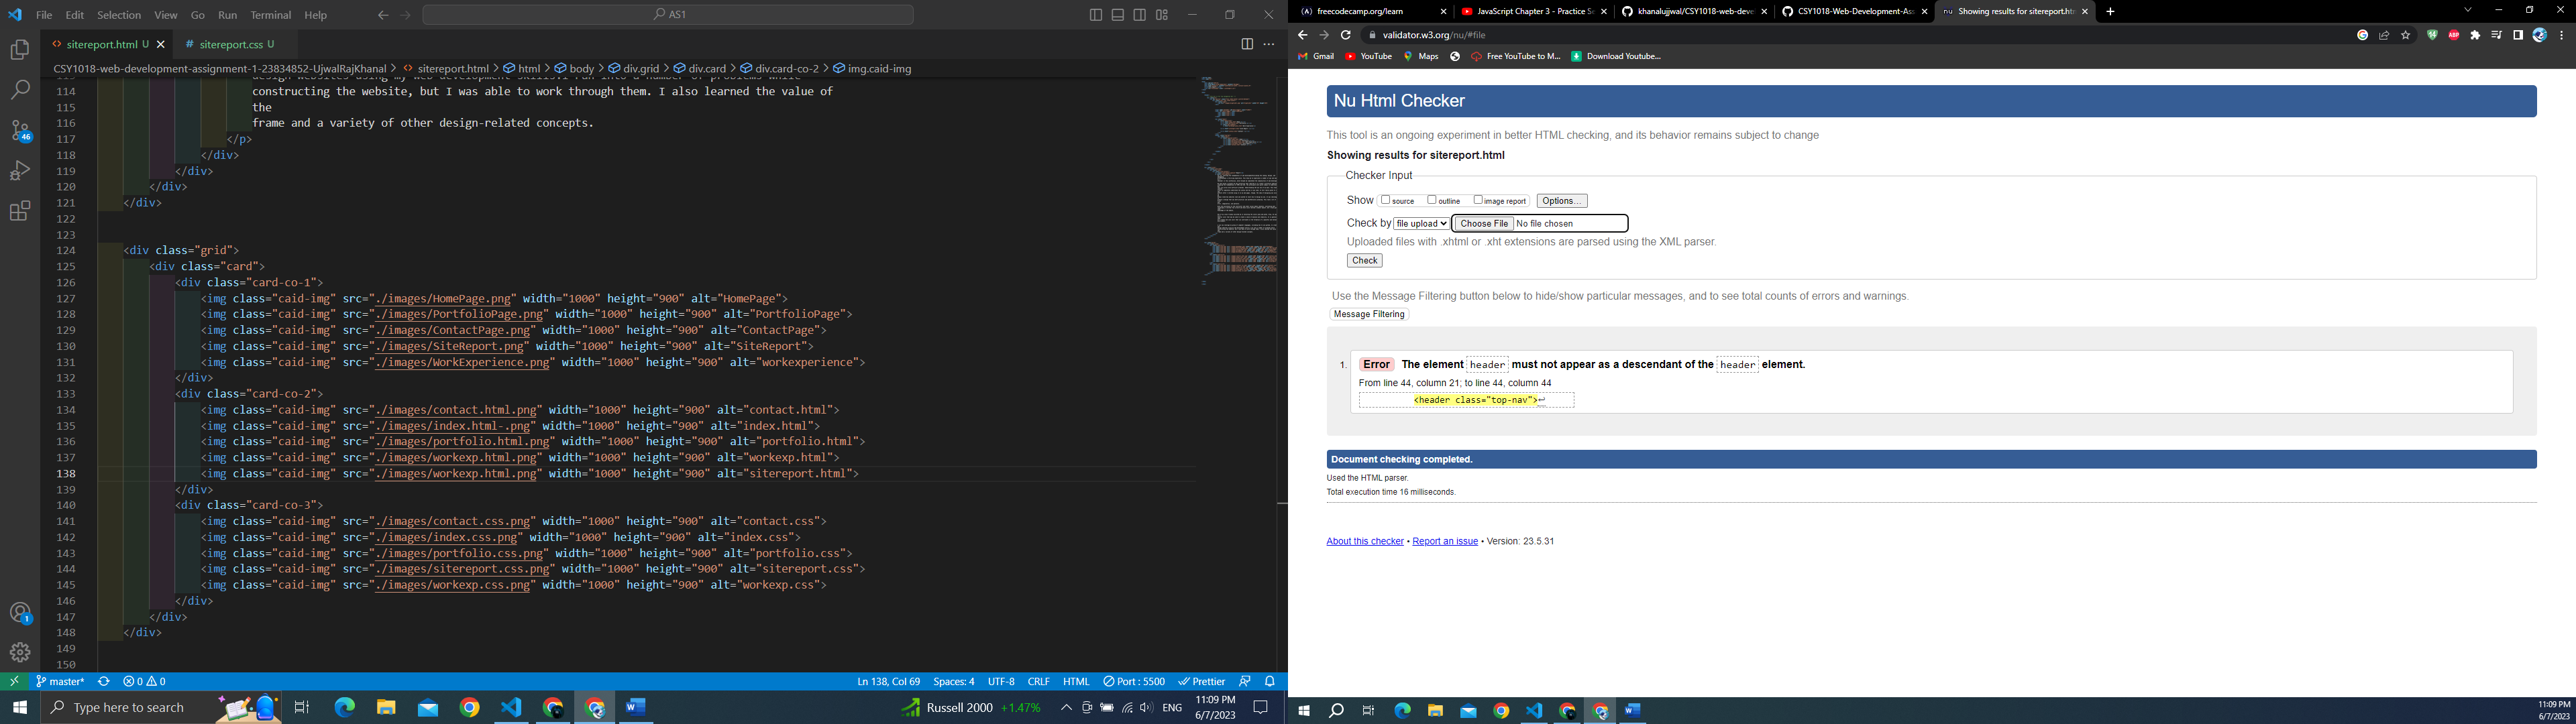 File Edit Selection View Go Run Terminal Help
AS1
sitereport.html U
sitereport.css U
CSY1018-web-development-assignment-1-23834852-UjwalRajKhanal > sitereport.html > html > body > div.grid > div.card > div.card-co-2 > img.caid-img
114 constructing the website, but I was able to work through them. I also learned the value of
115 the
116 frame and a variety of other design-related concepts.
117 </p>
118 </div>
119 </div>
120 </div>
121 </div>
122
123
124 <div class="grid">
125 <div class="card">
126 <div class="card-co-1">
127 <img class="caid-img" src="./images/HomePage.png" width="1000" height="900" alt="HomePage">
128 <img class="caid-img" src="./images/PortfolioPage.png" width="1000" height="900" alt="PortfolioPage">
129 <img class="caid-img" src="./images/ContactPage.png" width="1000" height="900" alt="ContactPage">
130 <img class="caid-img" src="./images/SiteReport.png" width="1000" height="900" alt="SiteReport">
131 <img class="caid-img" src="./images/WorkExperience.png" width="1000" height="900" alt="workexperience">
132 </div>
133 <div class="card-co-2">
134 <img class="caid-img" src="./images/contact.html.png" width="1000" height="900" alt="contact.html">
135 <img class="caid-img" src="./images/index.html-.png" width="1000" height="900" alt="index.html">
136 <img class="caid-img" src="./images/portfolio.html.png" width="1000" height="900" alt="portfolio.html">
137 <img class="caid-img" src="./images/workexp.html.png" width="1000" height="900" alt="workexp.html">
138 <img class="caid-img" src="./images/workexp.html.png" width="1000" height="900" alt="sitereport.html">
139 </div>
140 <div class="card-co-3">
141 <img class="caid-img" src="./images/contact.css.png" width="1000" height="900" alt="contact.css">
142 <img class="caid-img" src="./images/index.css.png" width="1000" height="900" alt="index.css">
143 <img class="caid-img" src="./images/portfolio.css.png" width="1000" height="900" alt="portfolio.css">
144 <img class="caid-img" src="./images/sitereport.css.png" width="1000" height="900" alt="sitereport.css">
145 <img class="caid-img" src="./images/workexp.css.png" width="1000" height="900" alt="workexp.css">
146 </div>
147 </div>
148 </div>
149
150
46
1
master* 0 0 Ln 138, Col 69 Spaces: 4 UTF-8 CRLF HTML Port : 5500 Prettier
Type here to search
Russell 2000 +1.47% ENG 11:09 PM
6/7/2023
freecodecamp.org/learn
JavaScript Chapter 3 - Practice Se
khanalujjwal/CSY1018-web-deve
CSY1018-Web-Development-Ass
Showing results for sitereport.htm
validator.w3.org/nu/#file
Gmail YouTube Maps Free YouTube to M... Download Youtube...
Nu Html Checker
This tool is an ongoing experiment in better HTML checking, and its behavior remains subject to change
Showing results for sitereport.html
Checker Input
Show source outline image report Options...
Check by file upload Choose File No file chosen
Uploaded files with .xhtml or .xht extensions are parsed using the XML parser.
Check
Use the Message Filtering button below to hide/show particular messages, and to see total counts of errors and warnings.
Message Filtering
1. Error The element header must not appear as a descendant of the header element.
From line 44, column 21; to line 44, column 44
<header class="top-nav">↩
Document checking completed.
Used the HTML parser.
Total execution time 16 milliseconds.
About this checker • Report an issue • Version: 23.5.31
11:09 PM
6/7/2023